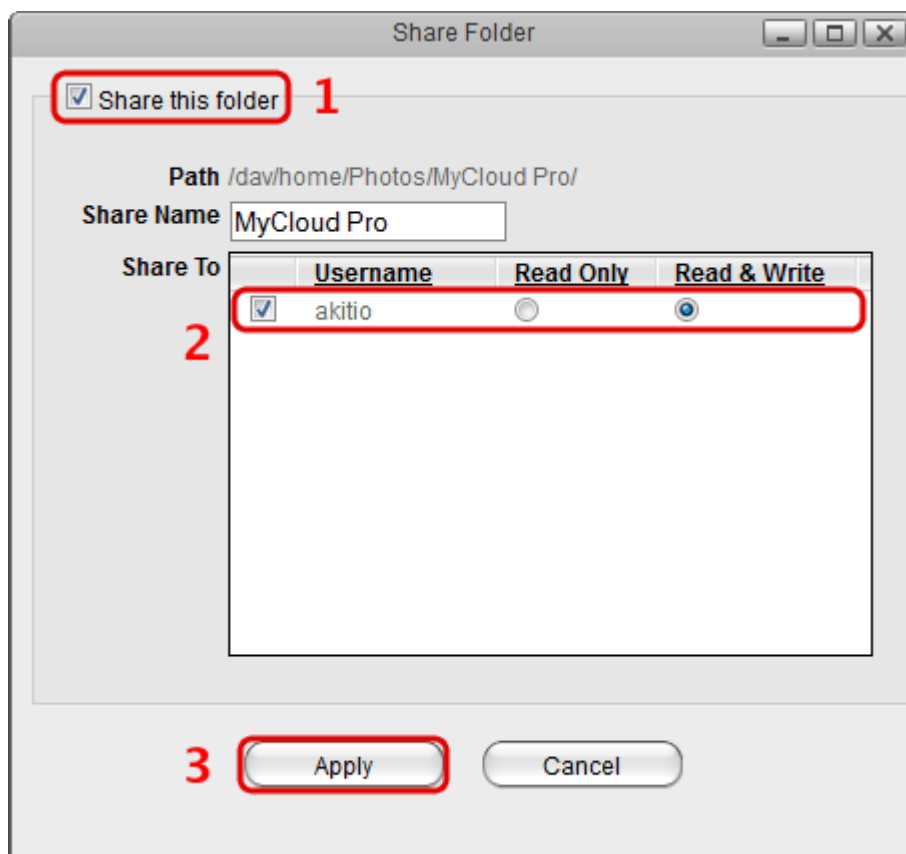 Share Folder
Share this folder 1
Path /dav/home/Photos/MyCloud Pro/
Share Name MyCloud Pro
Share To Username Read Only Read & Write
akitio
2
3 Apply Cancel